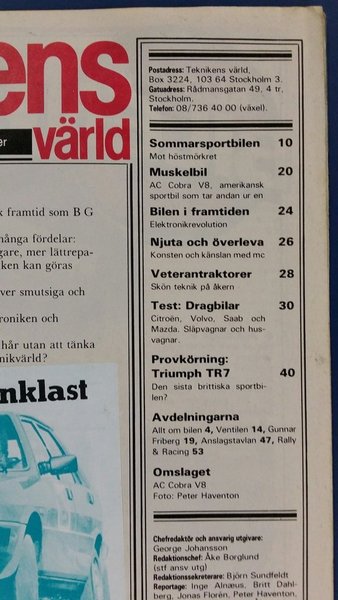 ens
värld
er
k framtid som B G
många fördelar:
gare, mer lättrepa-
ken kan göras
ver smutsiga och
roniken och
hår utan att tänka
nikvärld?
nklast
Postadress: Teknikens värld,
Box 3224, 103 64 Stockholm 3.
Gatuadress: Rådmansgatan 49, 4 tr,
Stockholm.
Telefon: 08/736 40 00 (växel).
Sommarsportbilen 10
Mot höstmörkret
Muskelbil 20
AC Cobra V8, amerikansk
sportbil som tar andan ur en
Bilen i framtiden 24
Elektronikrevolution
Njuta och överleva 26
Konsten och känslan med mc
Veterantraktorer 28
Skön teknik på åkern
Test: Dragbilar 30
Citroën, Volvo, Saab och
Mazda. Släpvagnar och hus-
vagnar.
Provkörning:
Triumph TR7 40
Den sista brittiska sportbi-
len?
Avdelningarna
Allt om bilen 4, Ventilen 14, Gunnar
Friberg 19, Anslagstavlan 47, Rally
& Racing 53
Omslaget
AC Cobra V8
Foto: Peter Haventon
Chefredaktör och ansvarig utgivare:
George Johansson
Redaktionschef: Åke Borglund
(stf ansv utg)
Redaktionssekreterare: Björn Sundfeldt
Reportage: Inge Alnæus, Britt Dahl-
berg, Jonas Florén, Peter Haventon,